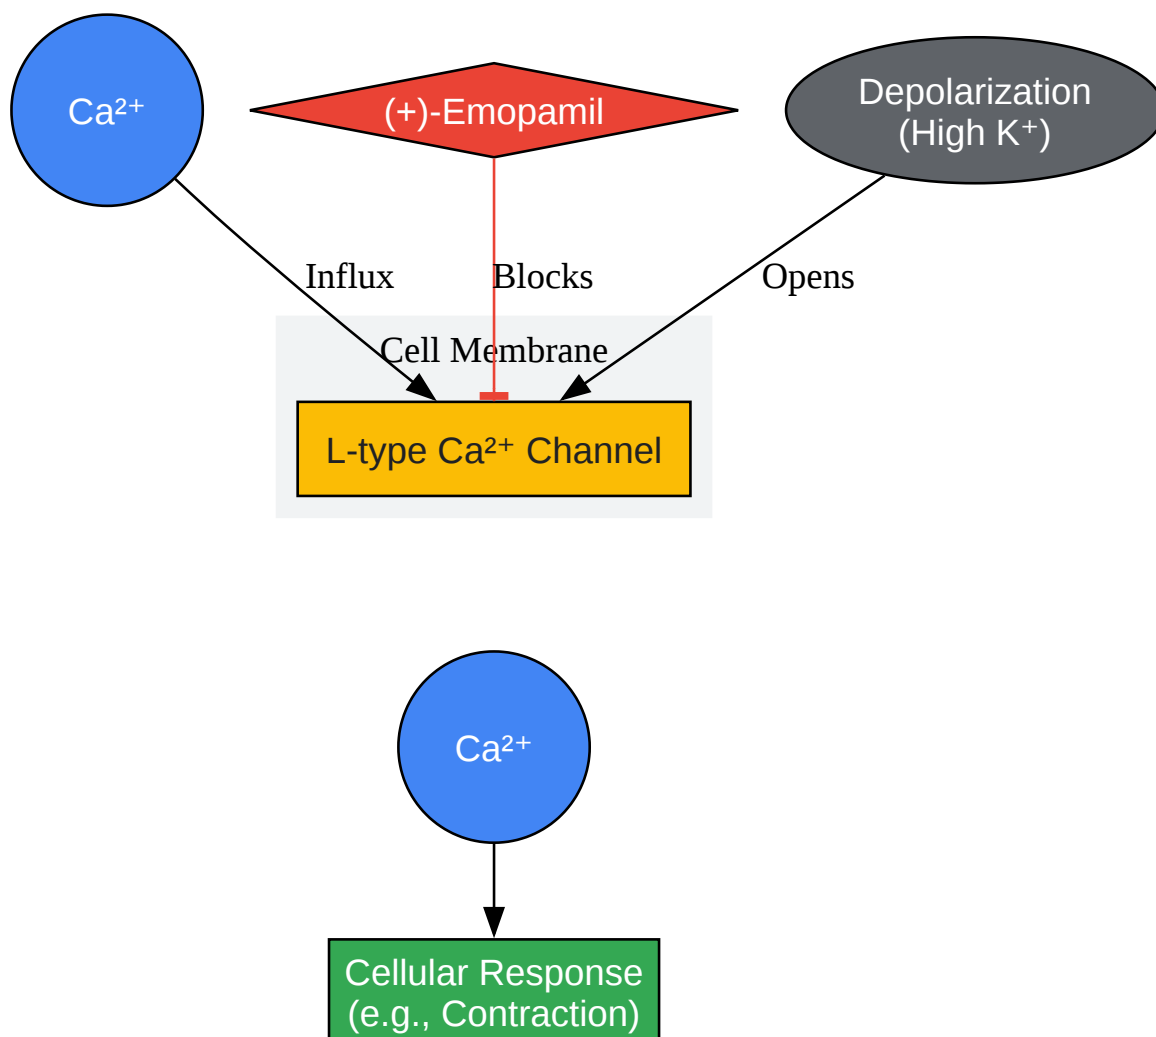 Ca²⁺
(+)-Emopamil
Depolarization
(High K⁺)
Influx
Blocks
Opens
Cell Membrane
L-type Ca²⁺ Channel
Ca²⁺
Cellular Response
(e.g., Contraction)